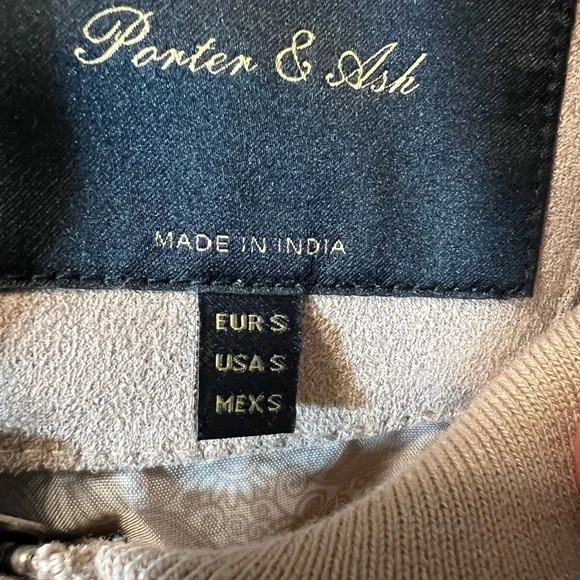 Porter & Ash
MADE IN INDIA
EUR S
USA S
MEX S